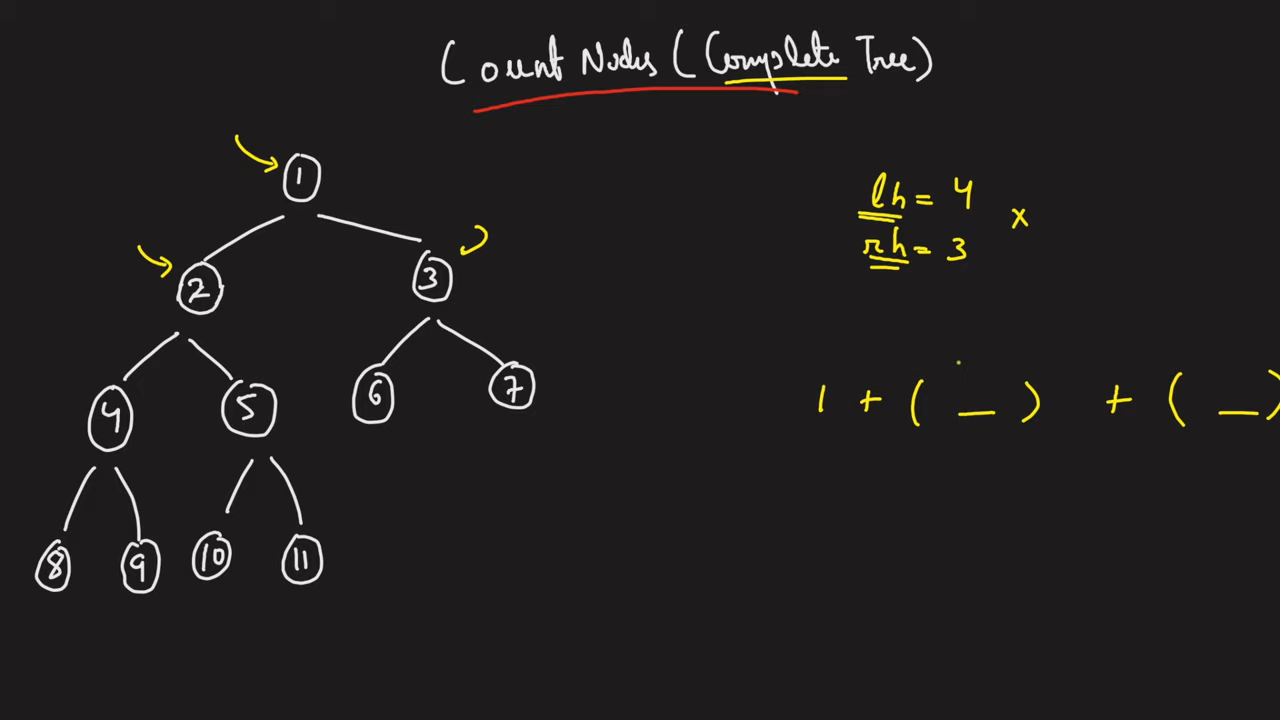 Count Nodes (Complete Tree)
1
lh = 4
x
rh = 3
2
3
1 + ( _ ) + ( _ )
4
5
6
7
8
9
10
11